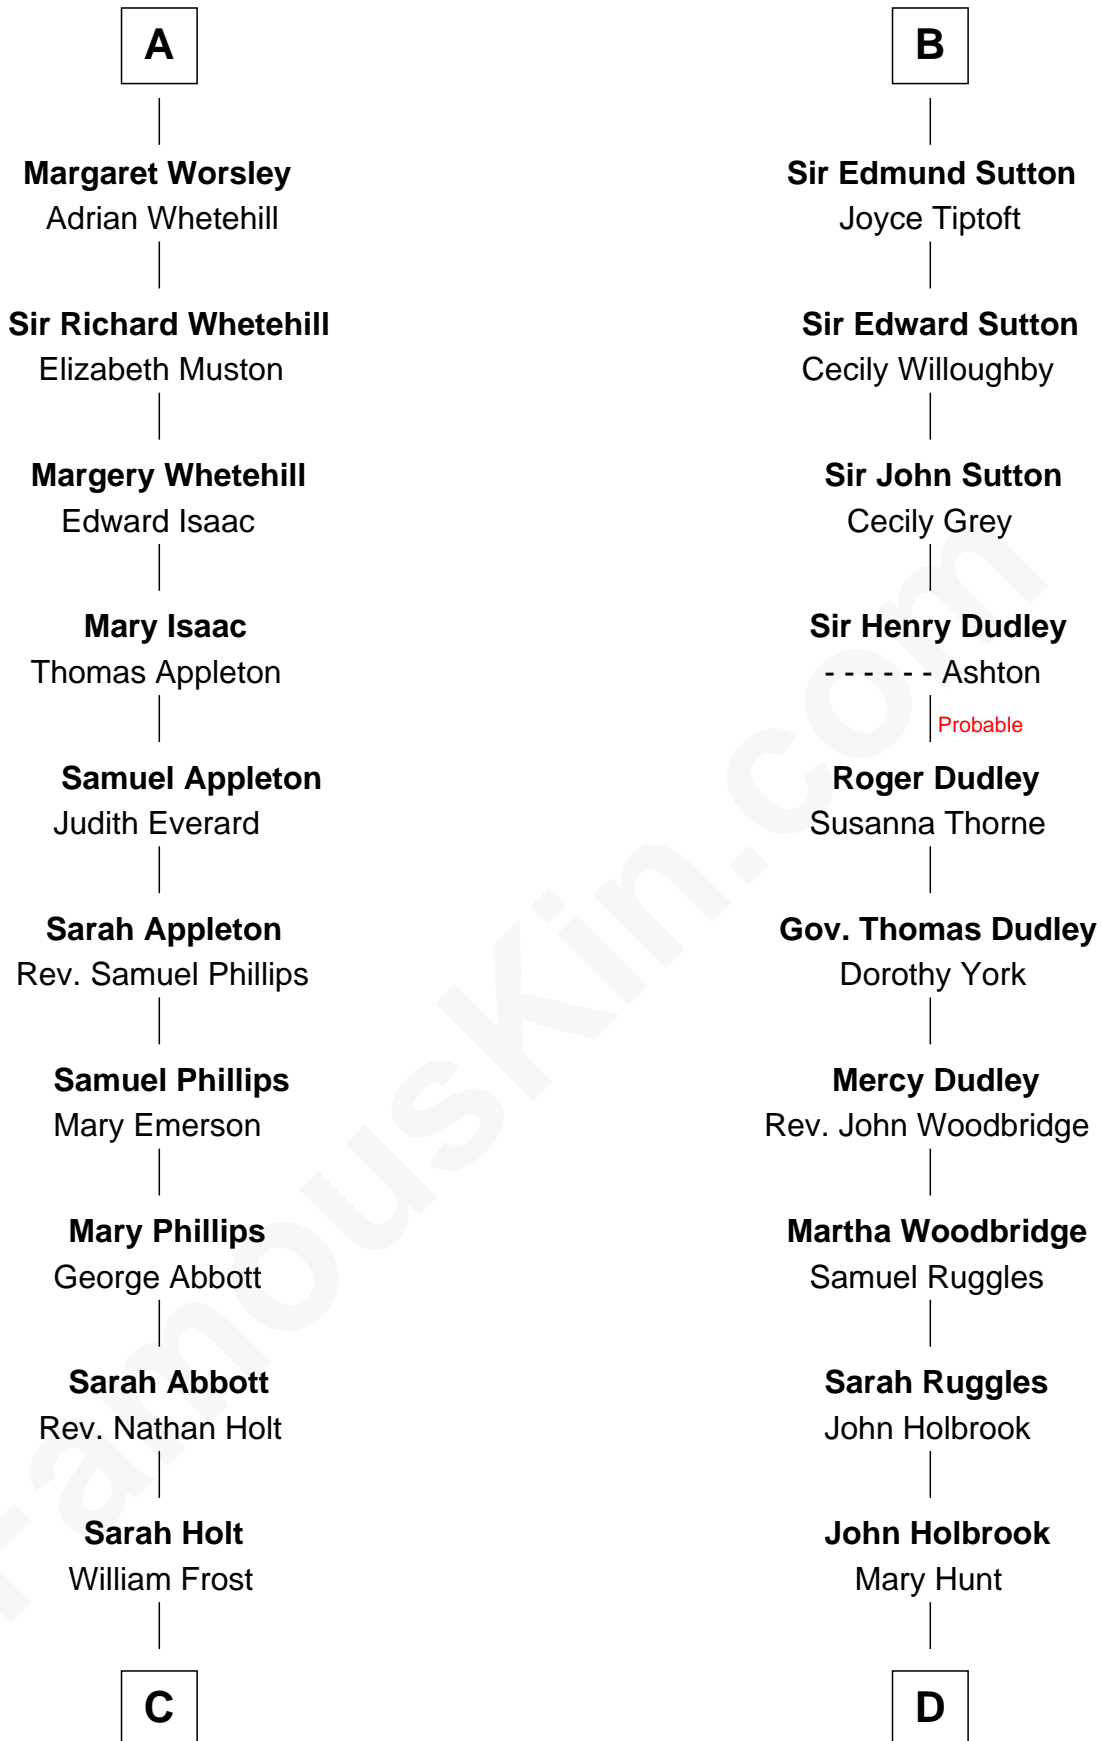 A
Margaret Worsley
Adrian Whetehill
Sir Richard Whetehill
Elizabeth Muston
Margery Whetehill
Edward Isaac
Mary Isaac
Thomas Appleton
Samuel Appleton
Judith Everard
Sarah Appleton
Rev. Samuel Phillips
Samuel Phillips
Mary Emerson
Mary Phillips
George Abbott
Sarah Abbott
Rev. Nathan Holt
Sarah Holt
William Frost
C
B
Sir Edmund Sutton
Joyce Tiptoft
Sir Edward Sutton
Cecily Willoughby
Sir John Sutton
Cecily Grey
Sir Henry Dudley
- - - - - - Ashton
Probable
Roger Dudley
Susanna Thorne
Gov. Thomas Dudley
Dorothy York
Mercy Dudley
Rev. John Woodbridge
Martha Woodbridge
Samuel Ruggles
Sarah Ruggles
John Holbrook
John Holbrook
Mary Hunt
D
FamousKin.com